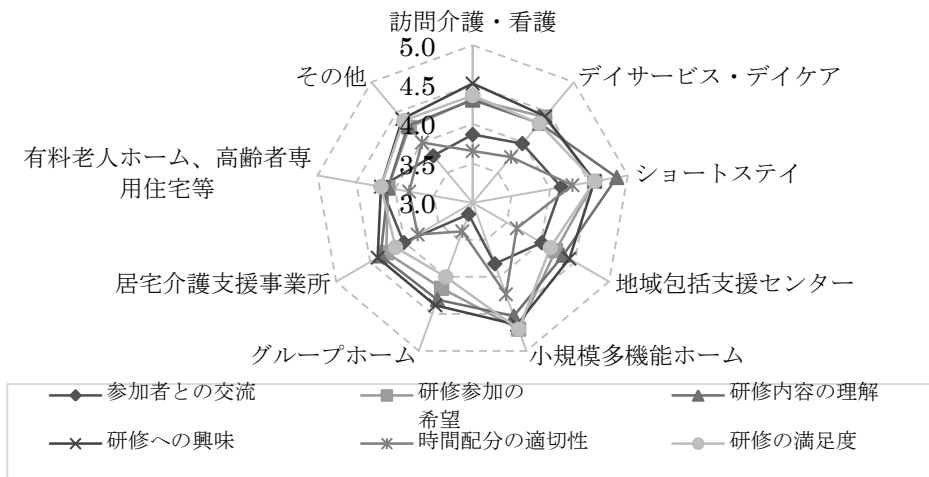 訪問介護・看護
5.0
その他
デイサービス・デイケア
4.5
4.0
有料老人ホーム、高齢者専
用住宅等
3.5
ショートステイ
3.0
居宅介護支援事業所
地域包括支援センター
グループホーム
小規模多機能ホーム
参加者との交流
研修参加の
希望
研修内容の理解
研修への興味
時間配分の適切性
研修の満足度